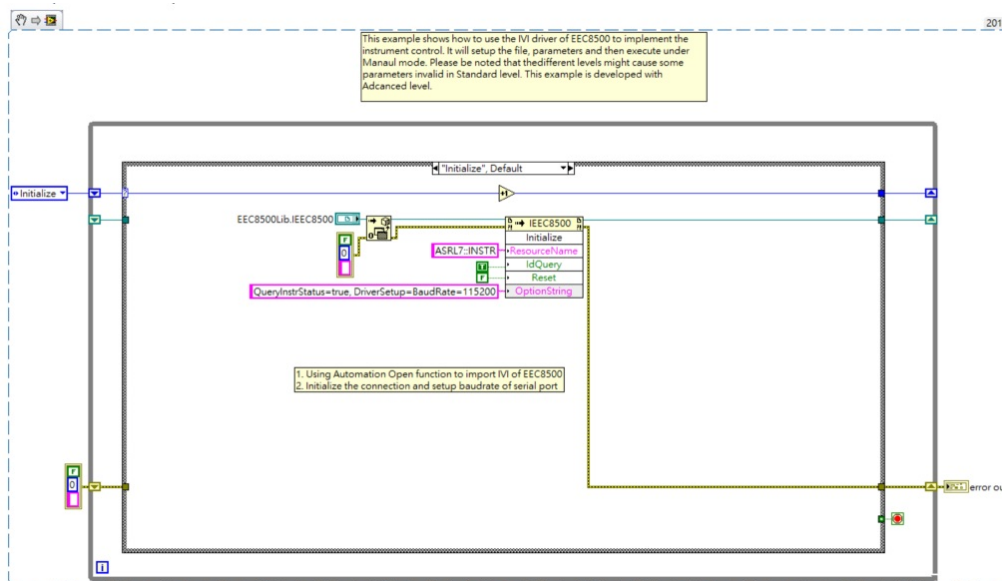 201
This example shows how to use the IVI driver of EEC8500 to implement the
instrument control. It will setup the file, parameters and then execute under
Manaul mode. Please be noted that thedifferent levels might cause some
parameters invalid in Standard level. This example is developed with
Adcanced level.
"Initialize", Default
Initialize
EEC8500Lib.IEEC8500
IEEC8500
Initialize
F
0
ASRL7::INSTR
ResourceName
T
IdQuery
F
Reset
QueryInstrStatus=true, DriverSetup=BaudRate=115200
OptionString
1. Using Automation Open function to import IVI of EEC8500
2. Initialize the connection and setup baudrate of serial port
F
0
error ou
i